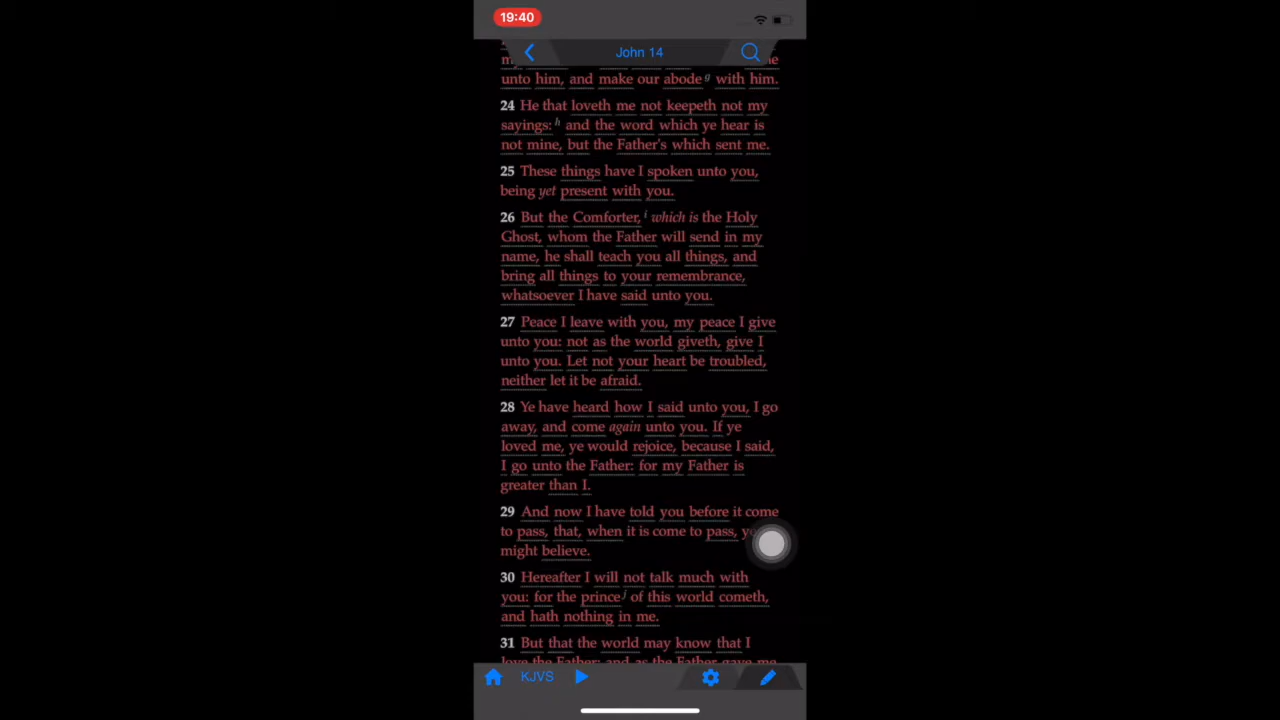 19:40
John 14
unto him, and make our abode g with him.
24 He that loveth me not keepeth not my
sayings: h and the word which ye hear is
not mine, but the Father's which sent me.
25 These things have I spoken unto you,
being yet present with you.
26 But the Comforter, i which is the Holy
Ghost, whom the Father will send in my
name, he shall teach you all things, and
bring all things to your remembrance,
whatsoever I have said unto you.
27 Peace I leave with you, my peace I give
unto you: not as the world giveth, give I
unto you. Let not your heart be troubled,
neither let it be afraid.
28 Ye have heard how I said unto you, I go
away, and come again unto you. If ye
loved me, ye would rejoice, because I said,
I go unto the Father: for my Father is
greater than I.
29 And now I have told you before it come
to pass, that, when it is come to pass,
might believe.
30 Hereafter I will not talk much with
you: for the prince j of this world cometh,
and hath nothing in me.
31 But that the world may know that I
love the Father; and as the Father gave me
KJVS